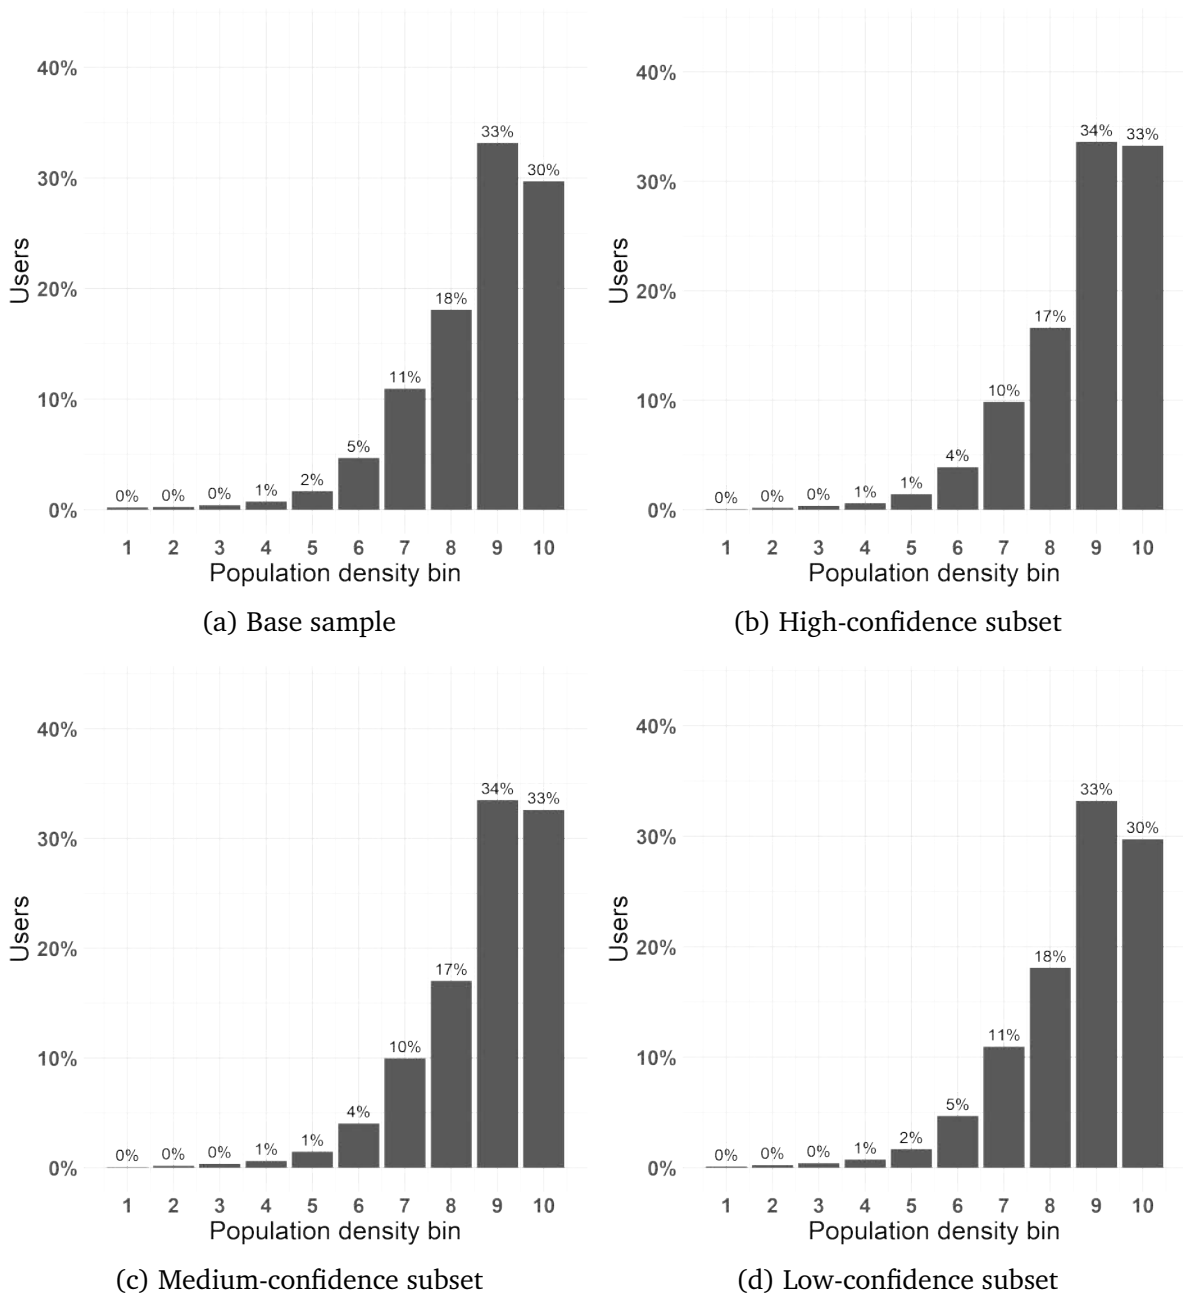 40%
30%
20%
10%
0%
Users
0% 0% 0% 1% 2% 5% 11% 18% 33% 30%
1 2 3 4 5 6 7 8 9 10
Population density bin
(a) Base sample
40%
30%
20%
10%
0%
Users
0% 0% 0% 1% 1% 4% 10% 17% 34% 33%
1 2 3 4 5 6 7 8 9 10
Population density bin
(b) High-confidence subset
40%
30%
20%
10%
0%
Users
0% 0% 0% 1% 1% 4% 10% 17% 34% 33%
1 2 3 4 5 6 7 8 9 10
Population density bin
(c) Medium-confidence subset
40%
30%
20%
10%
0%
Users
0% 0% 0% 1% 2% 5% 11% 18% 33% 30%
1 2 3 4 5 6 7 8 9 10
Population density bin
(d) Low-confidence subset